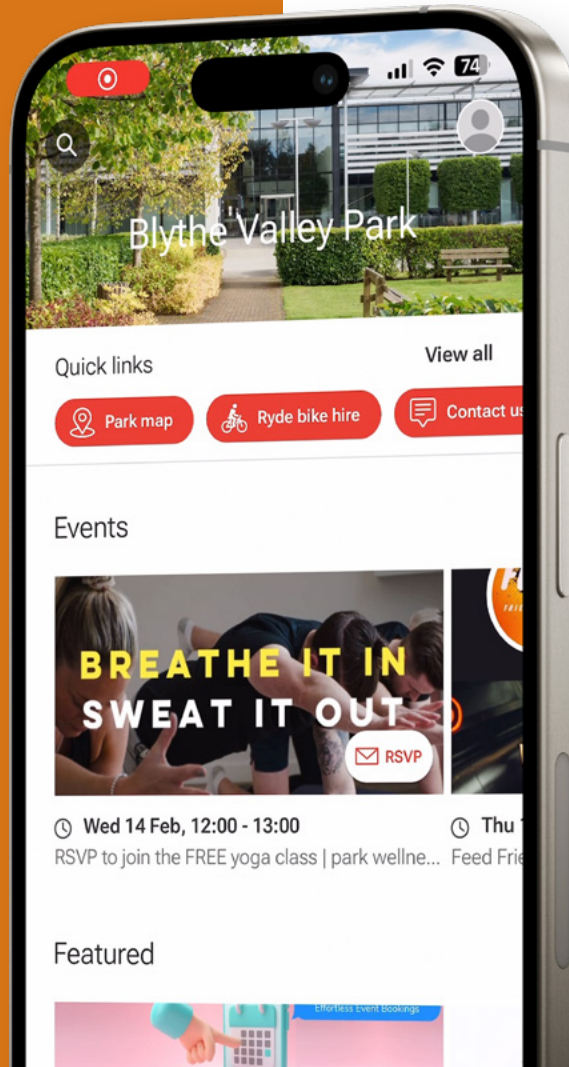 74
Blythe Valley Park
Quick links
View all
Park map
Ryde bike hire
Contact us
Events
BREATHE IT IN
SWEAT IT OUT
RSVP
Wed 14 Feb, 12:00 - 13:00
Thu
RSVP to join the FREE yoga class | park wellne...
Feed Frie
Featured
Effortless Event Bookings